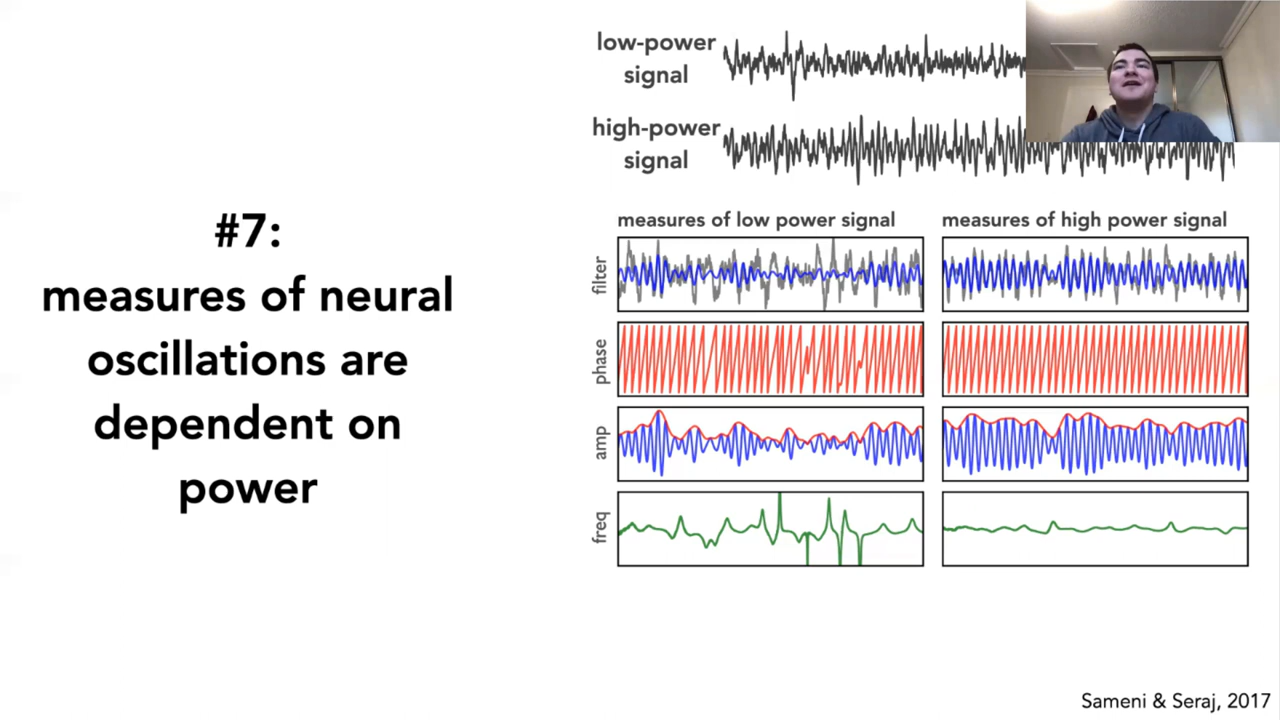 #7:
measures of neural
oscillations are
dependent on
power
low-power
signal
high-power
signal
measures of low power signal
measures of high power signal
filter
phase
amp
freq
Sameni & Seraj, 2017